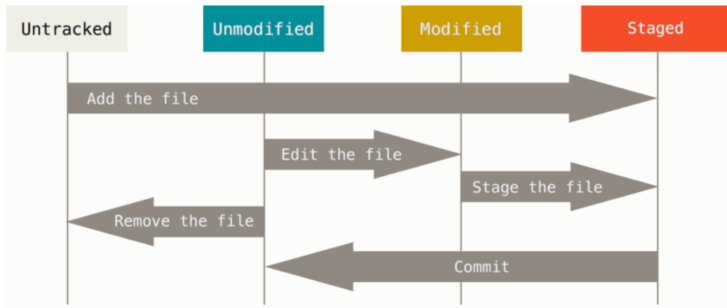 Untracked
Unmodified
Modified
Staged
Add the file
Edit the file
Stage the file
Remove the file
Commit